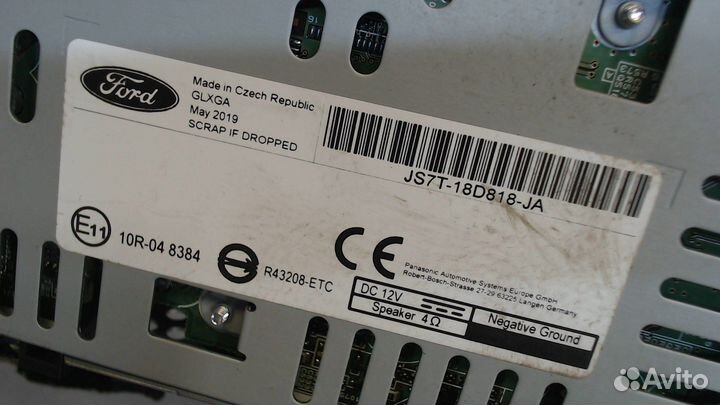 Ford
Made in Czech Republic
GLXGA
May 2019
SCRAP IF DROPPED
JS7T-18D818-JA
E11
10R-04 8384
R43208-ETC
CE
Panasonic Automotive Systems Europe GmbH
Robert-Bosch-Strasse 27-29 63225 Langen Germany
DC 12V
Speaker 4Ω
Negative Ground
Avito